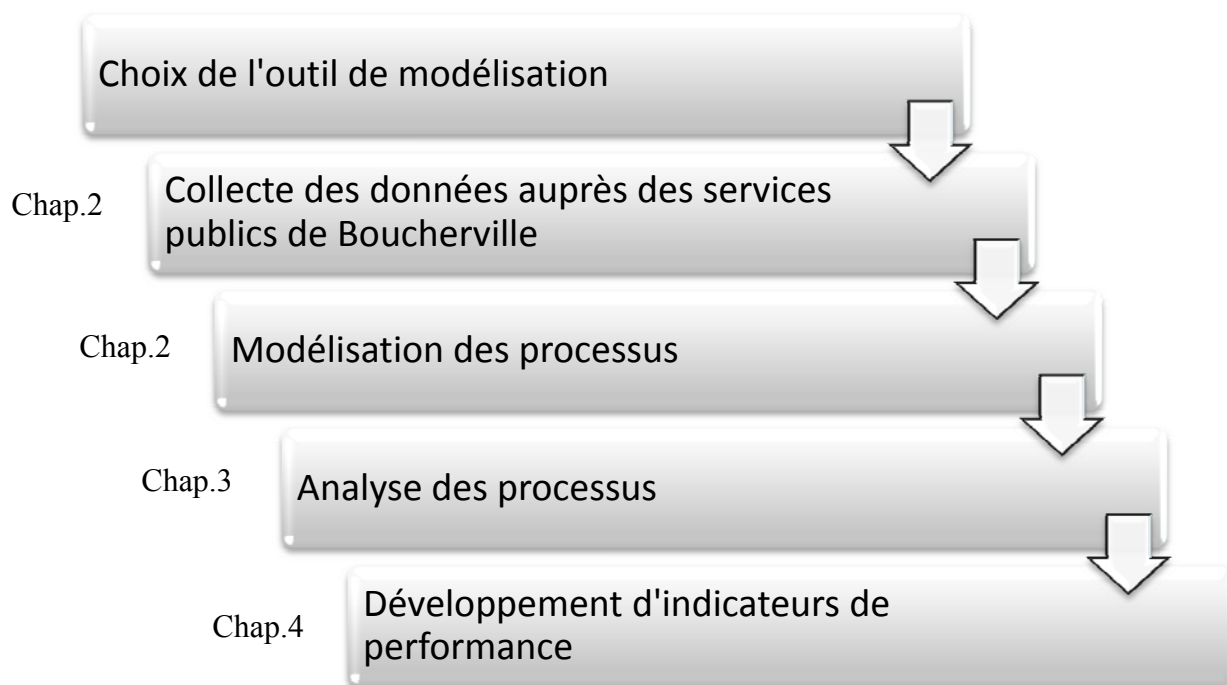 Choix de l'outil de modélisation
Chap.2
Collecte des données auprès des services
publics de Boucherville
Chap.2
Modélisation des processus
Chap.3
Analyse des processus
Chap.4
Développement d'indicateurs de
performance